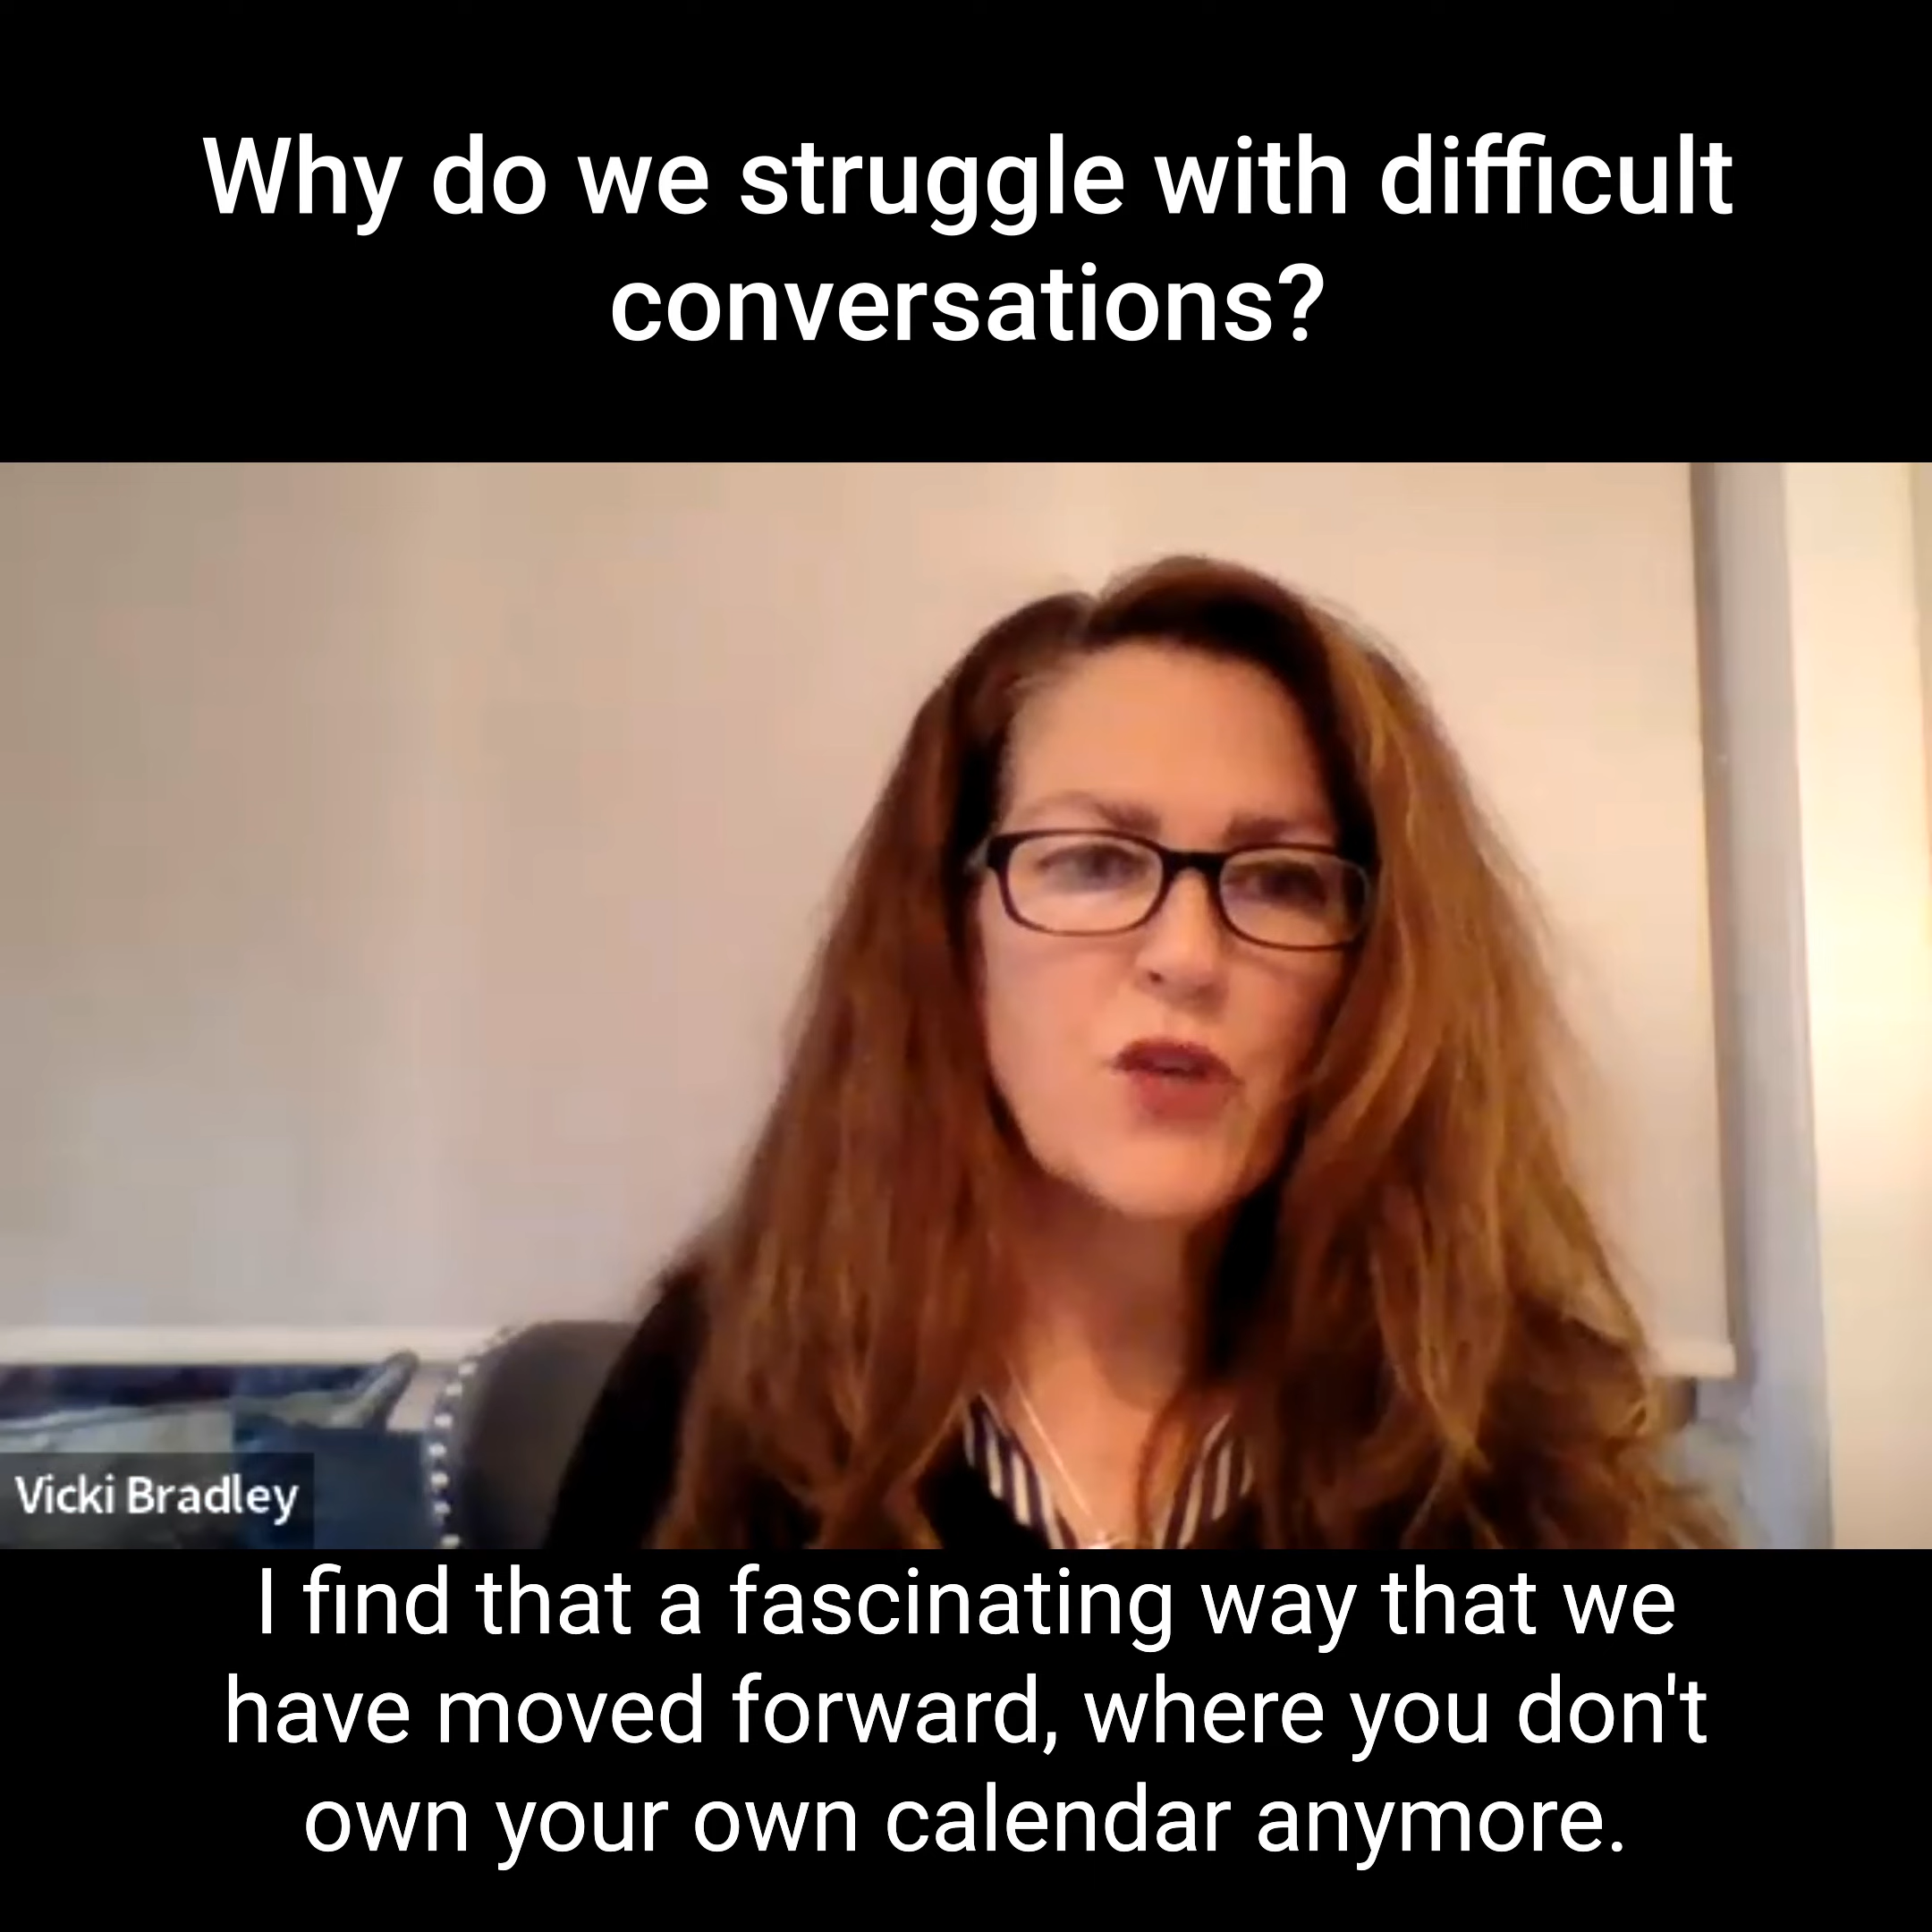 Why do we struggle with difficult
conversations?
Vicki Bradley
I find that a fascinating way that we
have moved forward, where you don't
own your own calendar anymore.